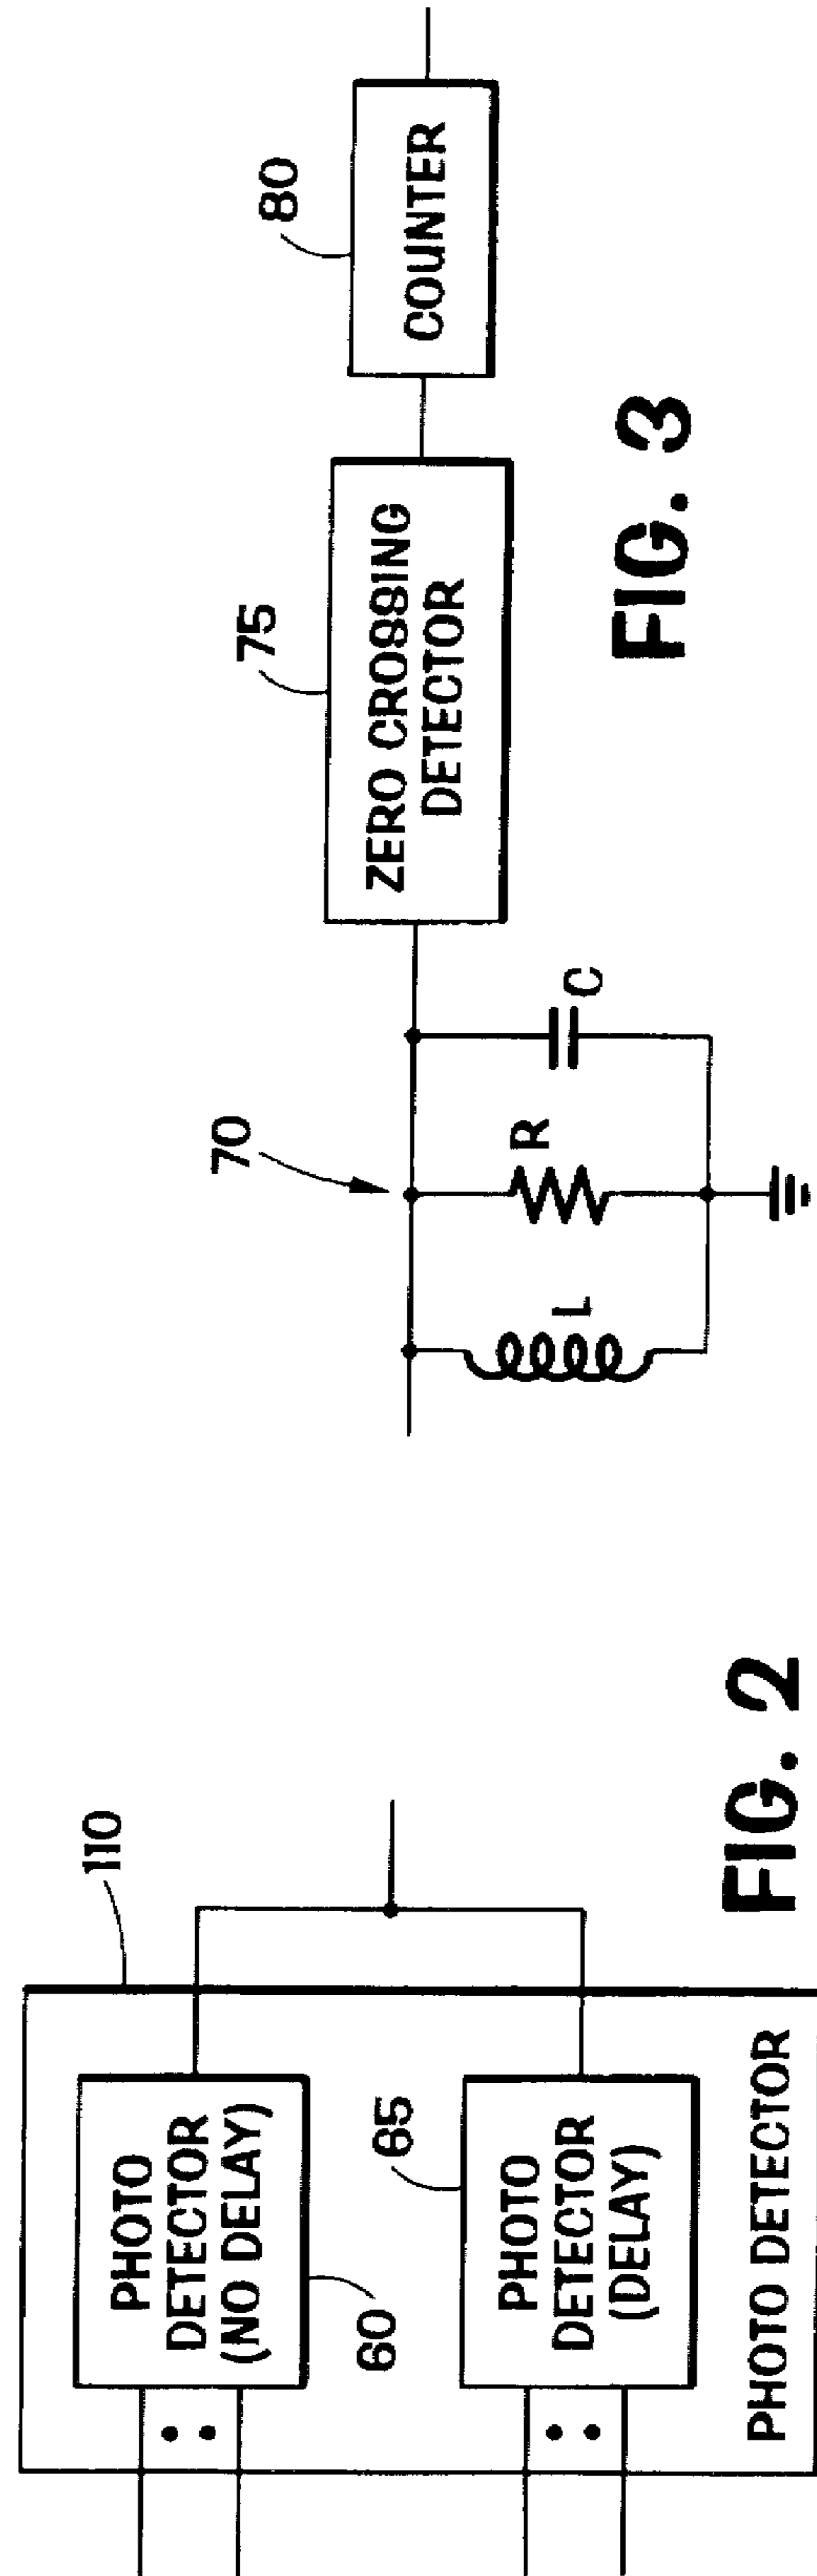 110
PHOTO
DETECTOR
(NO DELAY)
60
65
PHOTO
DETECTOR
(DELAY)
PHOTO DETECTOR
FIG. 2
70
L
R
C
75
ZERO CROSSING
DETECTOR
80
COUNTER
FIG. 3